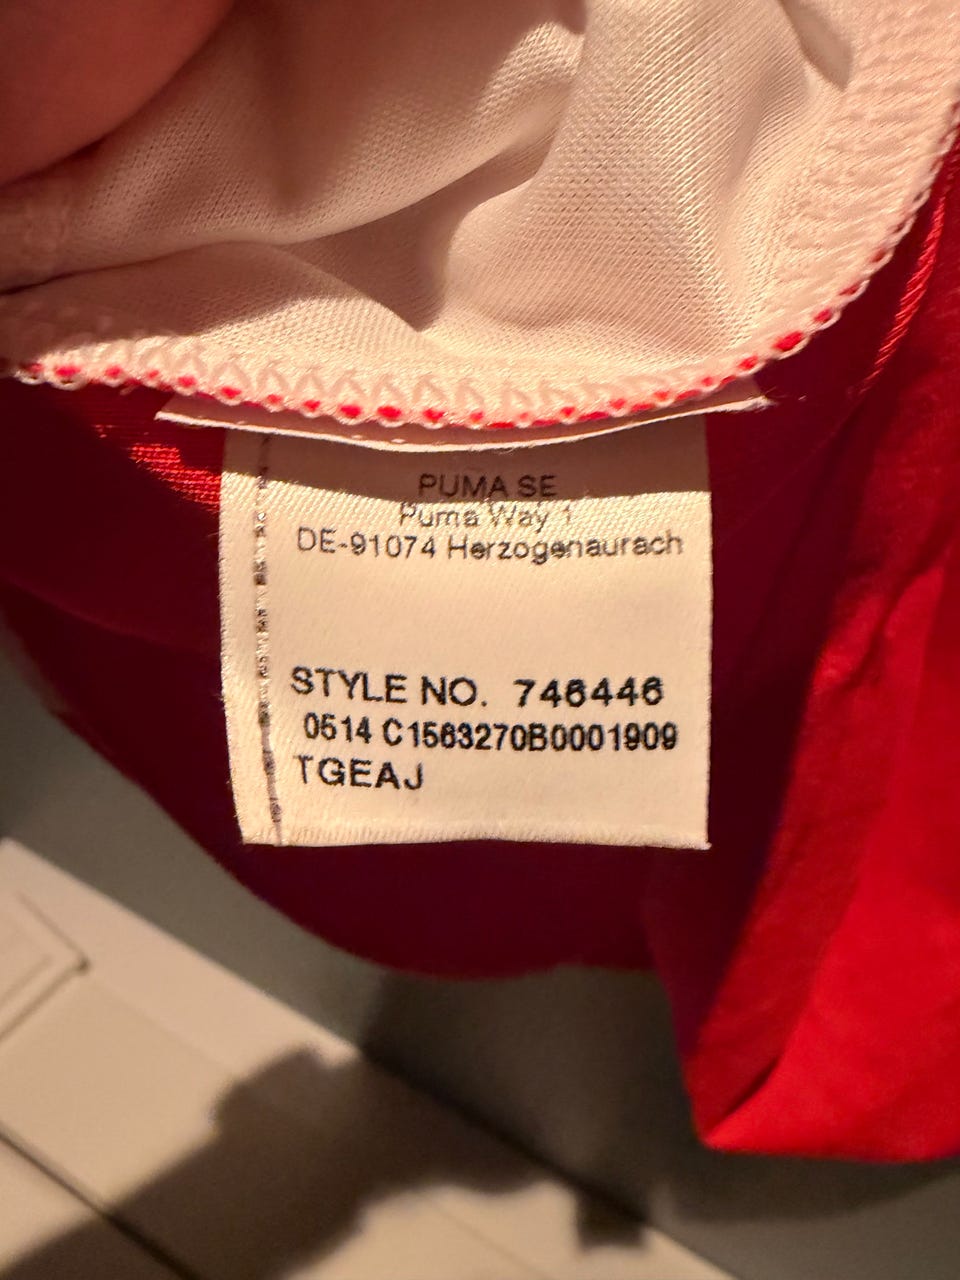 PUMA SE
Puma Way 1
DE-91074 Herzogenaurach
STYLE NO. 746446
0514 C1563270B0001909
TGEAJ